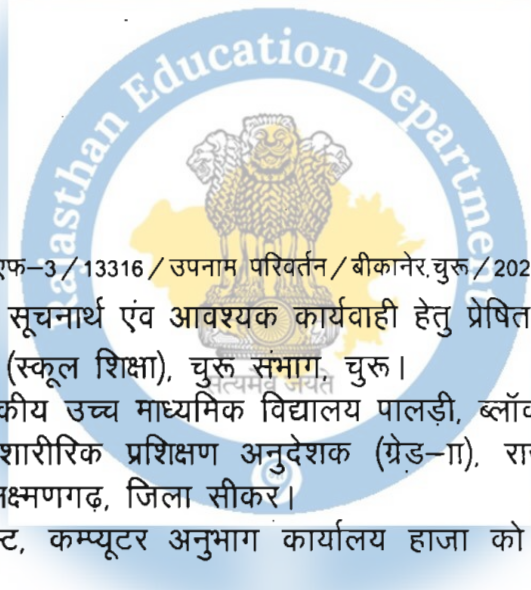 Rajasthan Education Department
एफ–3 / 13316 / उपनाम परिवर्तन / बीकानेर.चुरू / 202
सूचनार्थ एंव आवश्यक कार्यवाही हेतु प्रेषित
(स्कूल शिक्षा), चुरू संभाग, चुरू।
सत्यमेव जयते
कीय उच्च माध्यमिक विद्यालय पालड़ी, ब्लॉक
शारीरिक प्रशिक्षण अनुदेशक (ग्रेड–II), रा
क्ष्मणगढ़, जिला सीकर।
ट, कम्प्यूटर अनुभाग कार्यालय हाजा को